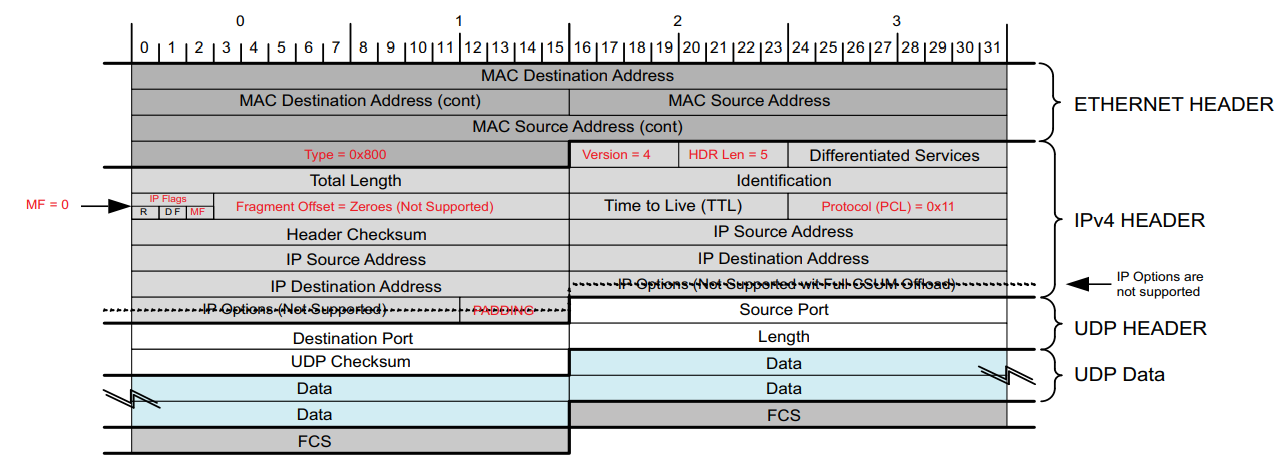 0 1 2 3
0 1 2 3 4 5 6 7 8 9 10 11 12 13 14 15 16 17 18 19 20 21 22 23 24 25 26 27 28 29 30 31
MAC Destination Address
MAC Destination Address (cont) MAC Source Address
ETHERNET HEADER
MAC Source Address (cont)
Type = 0x800 Version = 4 HDR Len = 5 Differentiated Services
Total Length Identification
MF = 0
IP Flags
R DF MF Fragment Offset = Zeroes (Not Supported) Time to Live (TTL) Protocol (PCL) = 0x11
IPv4 HEADER
Header Checksum IP Source Address
IP Source Address IP Destination Address
IP Destination Address IP Options (Not Supported wit Full CSUM Offload)
IP Options are
not supported
IP Options (Not Supported) PADDING Source Port
UDP HEADER
Destination Port Length
UDP Checksum Data
UDP Data
Data Data
Data FCS
FCS